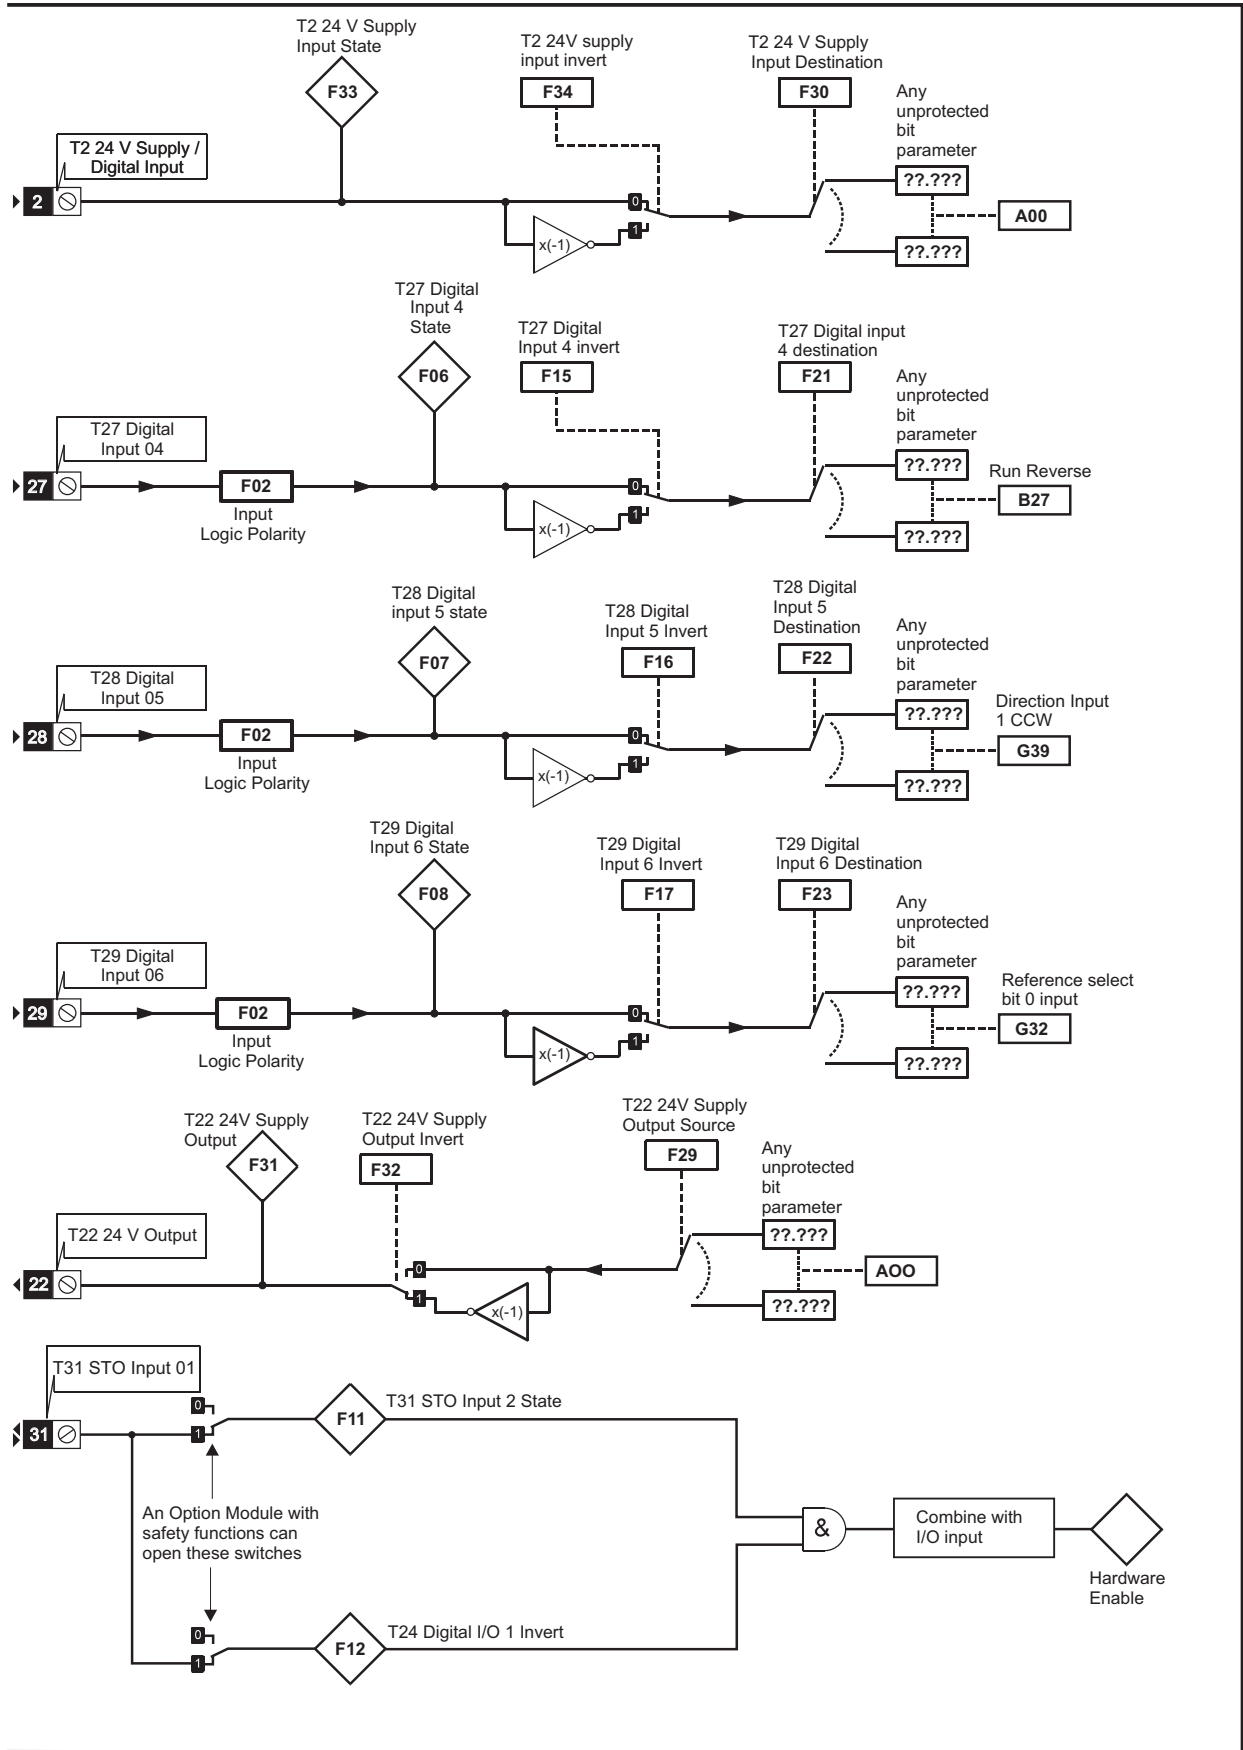 T2 24 V Supply
Input State
F33
T2 24V supply
input invert
F34
T2 24 V Supply
Input Destination
F30
Any
unprotected
bit
parameter
??.???
??.???
A00
T2 24 V Supply /
Digital Input
2
0
1
x(-1)
T27 Digital
Input 4
State
F06
T27 Digital
Input 4 invert
F15
T27 Digital input
4 destination
F21
Any
unprotected
bit
parameter
??.???
??.???
Run Reverse
B27
T27 Digital
Input 04
27
F02
Input
Logic Polarity
0
1
x(-1)
T28 Digital
input 5 state
F07
T28 Digital
Input 5 Invert
F16
T28 Digital
Input 5
Destination
F22
Any
unprotected
bit
parameter
??.???
??.???
Direction Input
1 CCW
G39
T28 Digital
Input 05
28
F02
Input
Logic Polarity
0
1
x(-1)
T29 Digital
Input 6 State
F08
T29 Digital
Input 6 Invert
F17
T29 Digital
Input 6 Destination
F23
Any
unprotected
bit
parameter
??.???
??.???
Reference select
bit 0 input
G32
T29 Digital
Input 06
29
F02
Input
Logic Polarity
0
1
x(-1)
T22 24V Supply
Output
F31
T22 24V Supply
Output Invert
F32
T22 24V Supply
Output Source
F29
Any
unprotected
bit
parameter
??.???
??.???
AOO
T22 24 V Output
22
0
1
x(-1)
T31 STO Input 01
31
0
1
F11
T31 STO Input 2 State
An Option Module with
safety functions can
open these switches
&
Combine with
I/O input
Hardware
Enable
0
1
F12
T24 Digital I/O 1 Invert